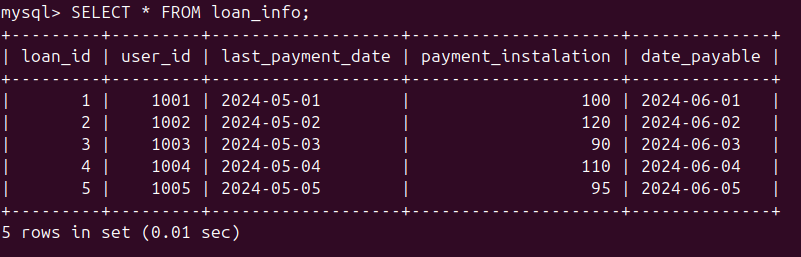 mysql> SELECT * FROM loan_info;
+---------+---------+-------------------+---------------------+--------------+
| loan_id | user_id | last_payment_date | payment_instalation | date_payable |
+---------+---------+-------------------+---------------------+--------------+
|       1 |    1001 | 2024-05-01        |                 100 | 2024-06-01   |
|       2 |    1002 | 2024-05-02        |                 120 | 2024-06-02   |
|       3 |    1003 | 2024-05-03        |                  90 | 2024-06-03   |
|       4 |    1004 | 2024-05-04        |                 110 | 2024-06-04   |
|       5 |    1005 | 2024-05-05        |                  95 | 2024-06-05   |
+---------+---------+-------------------+---------------------+--------------+
5 rows in set (0.01 sec)